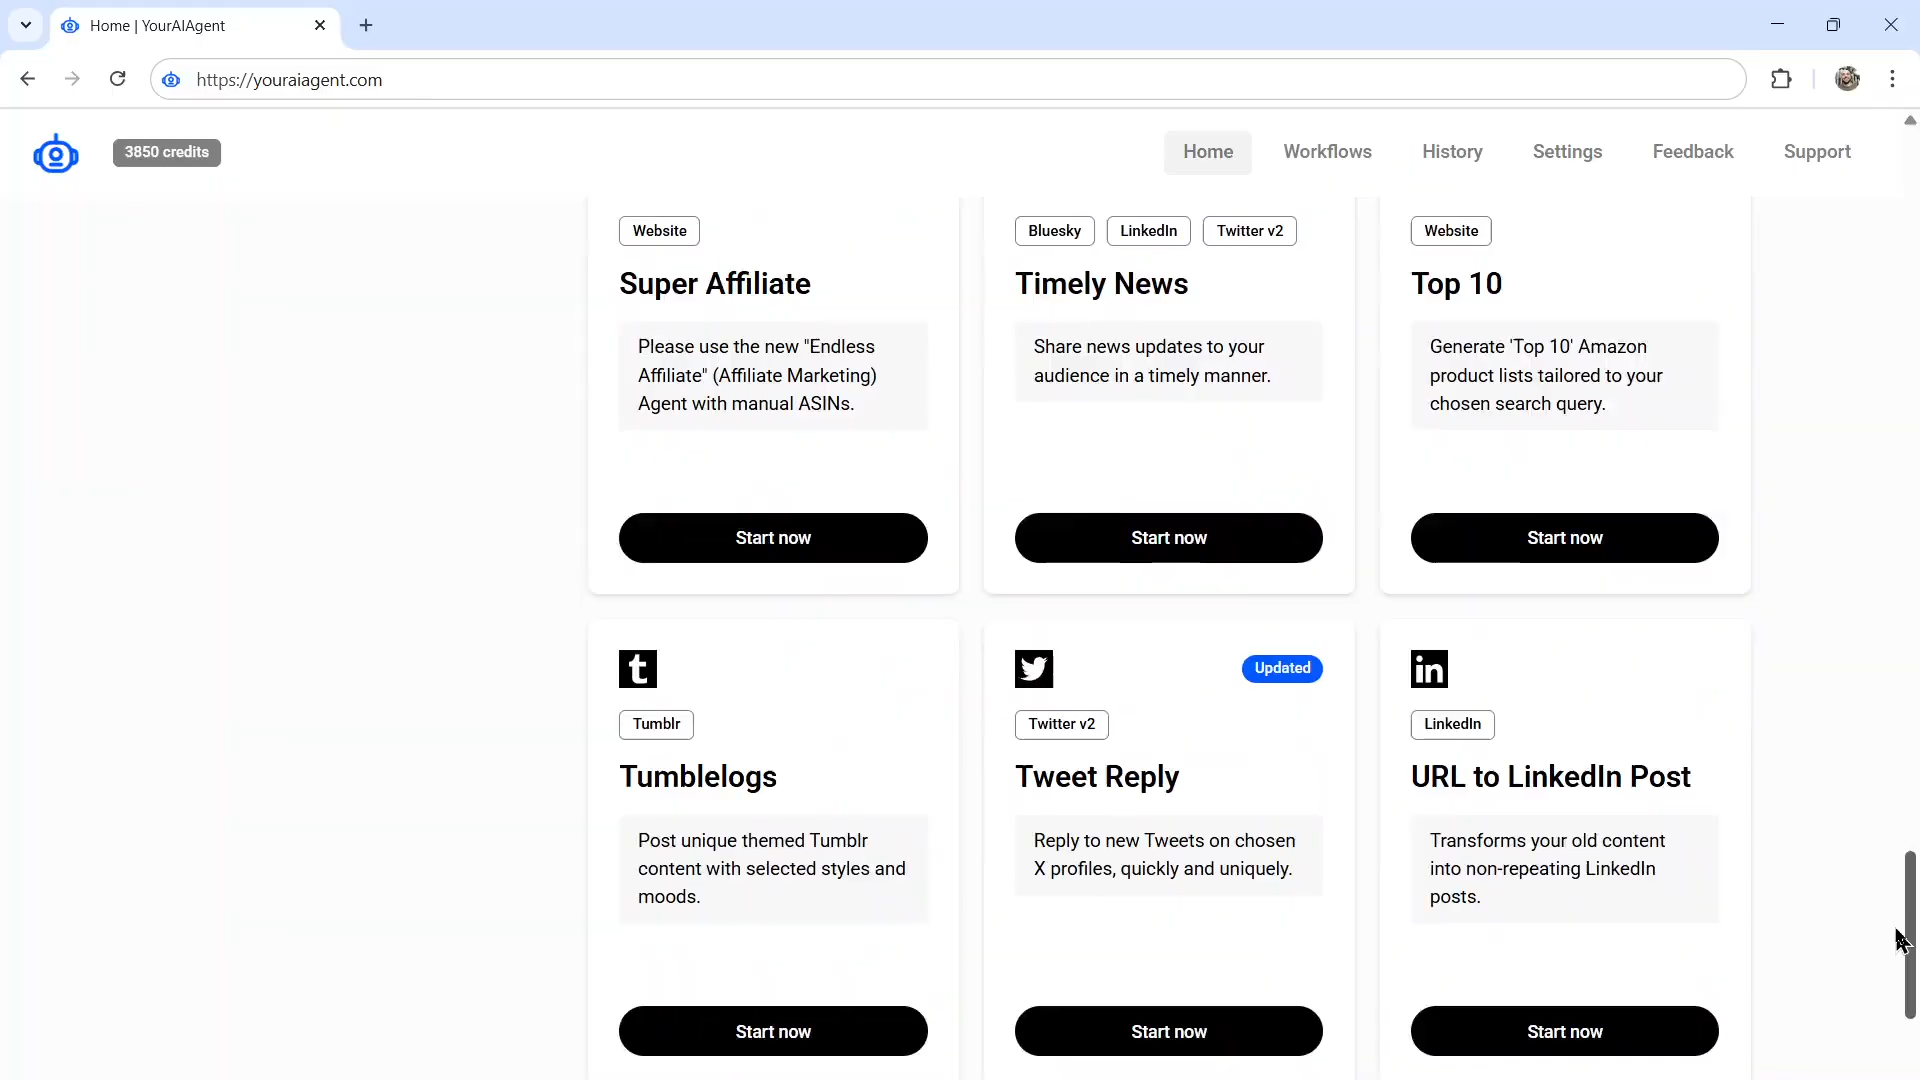 Home | YourAIAgent
https://youraiagent.com
3850 credits
Home
Workflows
History
Settings
Feedback
Support
Website
Super Affiliate
Please use the new "Endless
Affiliate" (Affiliate Marketing)
Agent with manual ASINs.
Start now
Bluesky
LinkedIn
Twitter v2
Timely News
Share news updates to your
audience in a timely manner.
Start now
Website
Top 10
Generate 'Top 10' Amazon
product lists tailored to your
chosen search query.
Start now
Tumblr
Tumblelogs
Post unique themed Tumblr
content with selected styles and
moods.
Start now
Updated
Twitter v2
Tweet Reply
Reply to new Tweets on chosen
X profiles, quickly and uniquely.
Start now
LinkedIn
URL to LinkedIn Post
Transforms your old content
into non-repeating LinkedIn
posts.
Start now